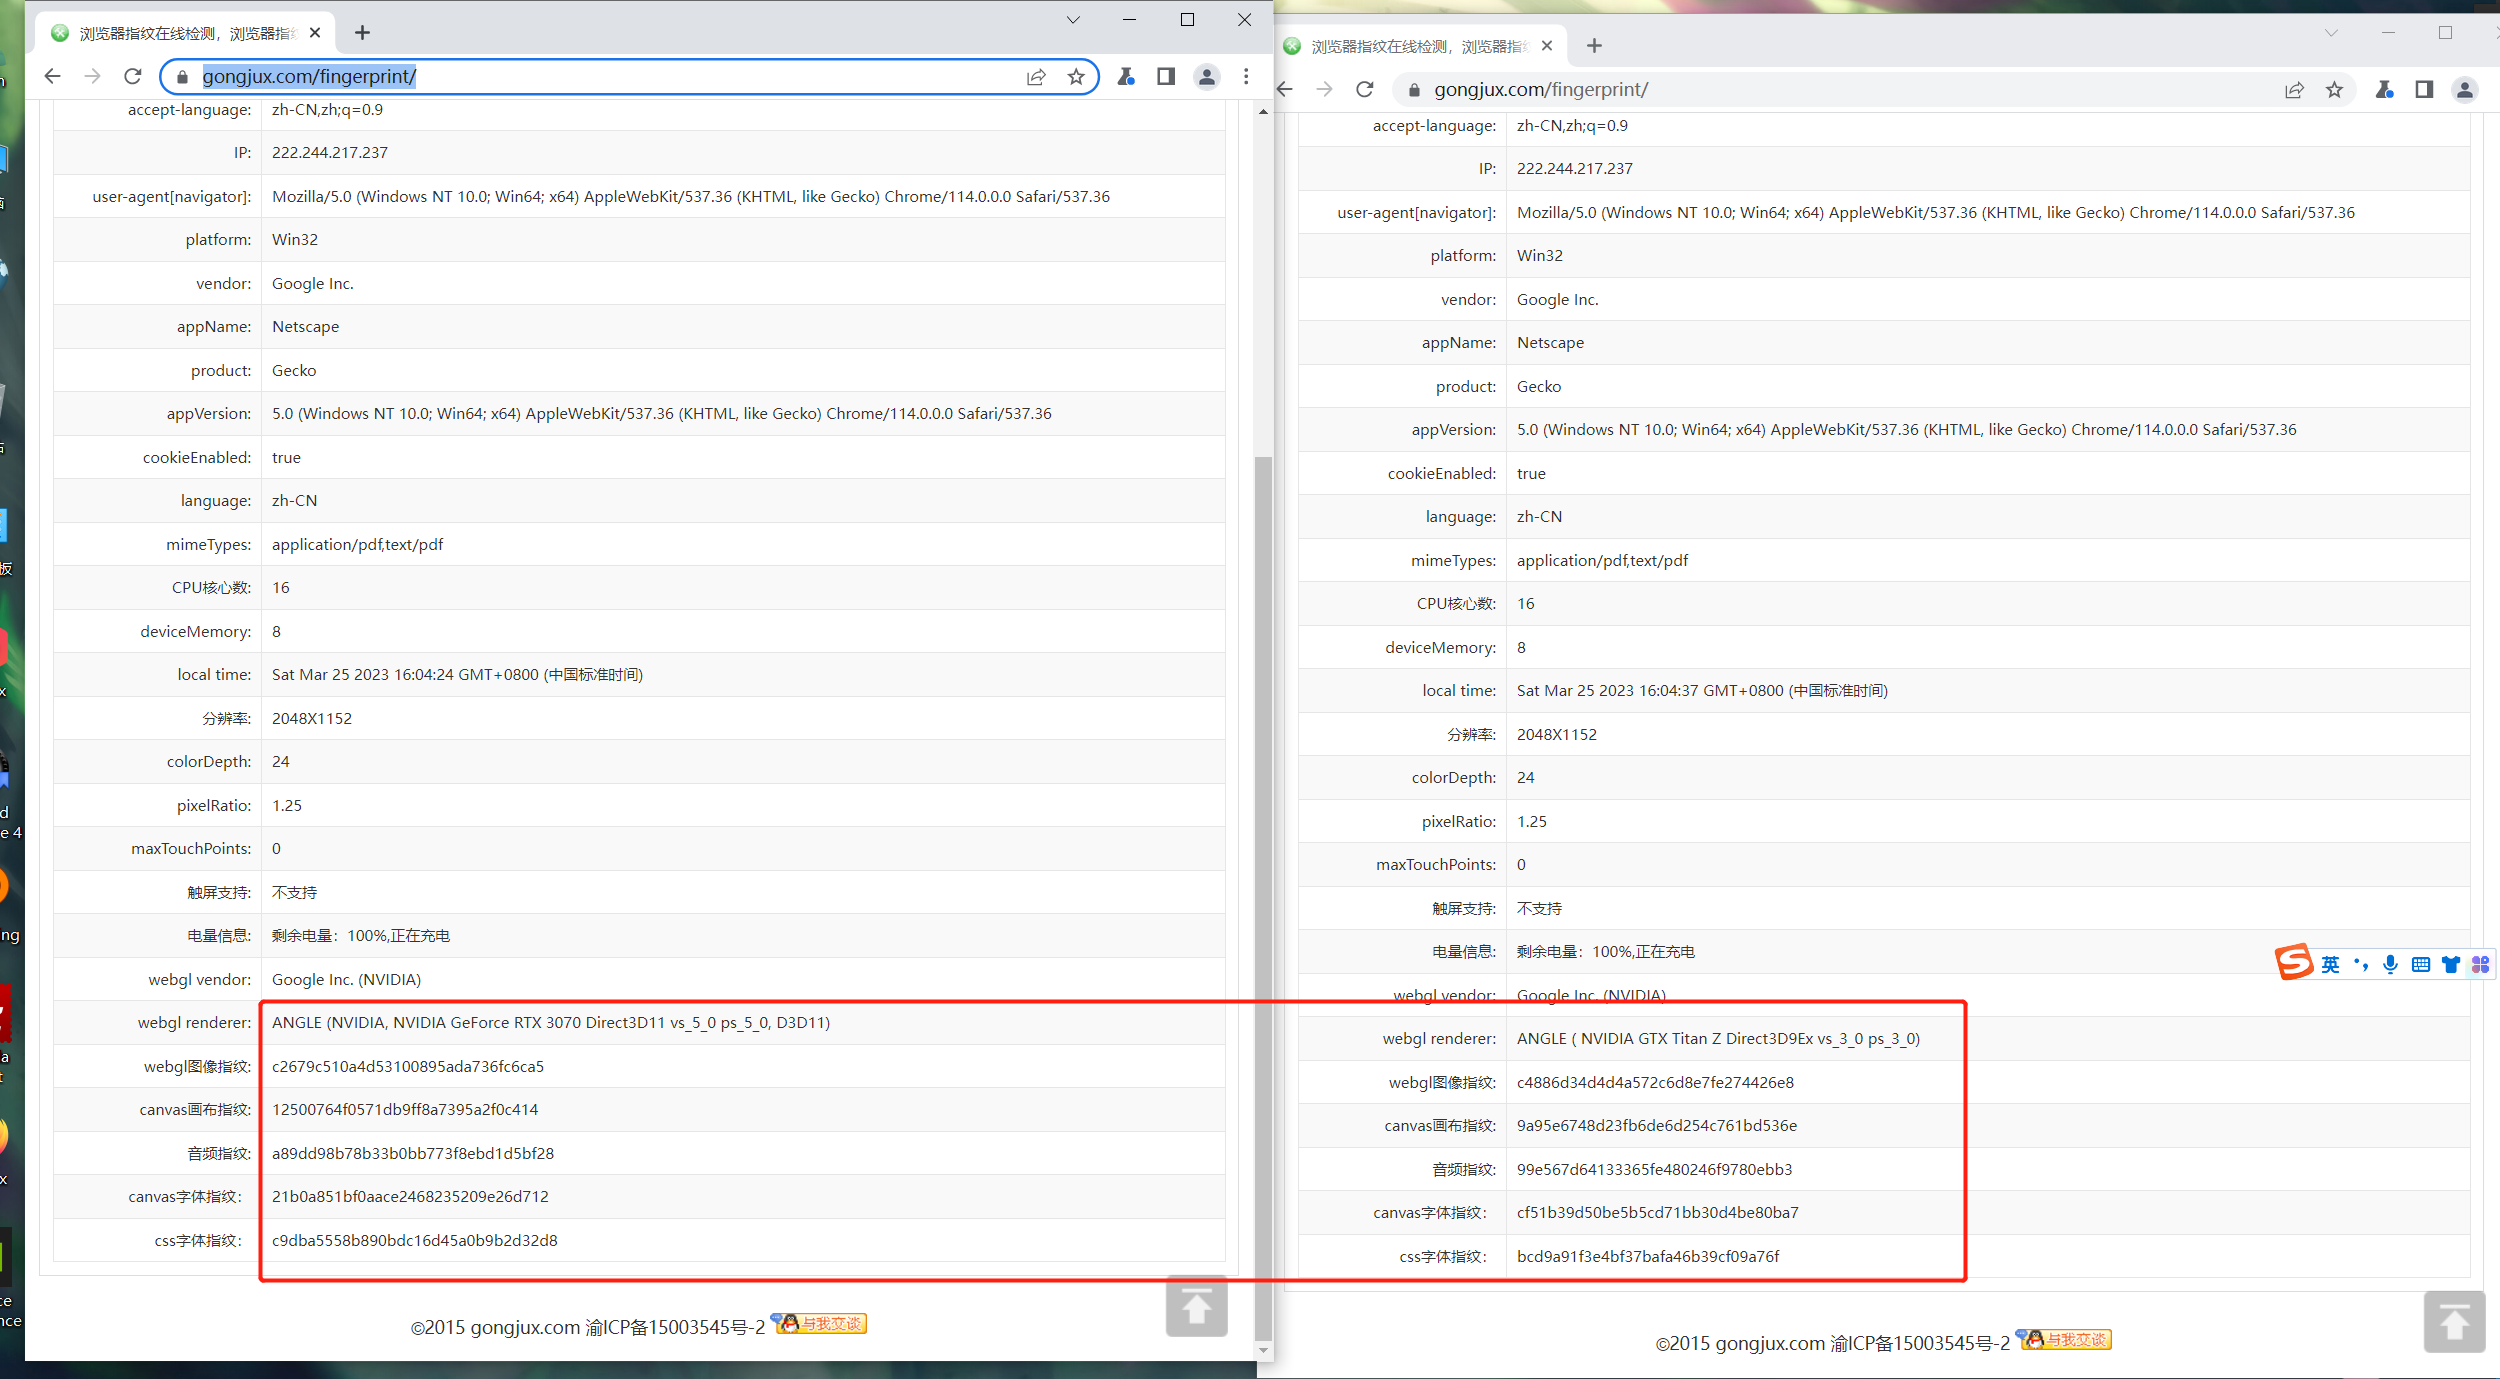 浏览器指纹在线检测，浏览器指
gongjux.com/fingerprint/
accept-language: zh-CN,zh;q=0.9
IP: 222.244.217.237
user-agent[navigator]: Mozilla/5.0 (Windows NT 10.0; Win64; x64) AppleWebKit/537.36 (KHTML, like Gecko) Chrome/114.0.0.0 Safari/537.36
platform: Win32
vendor: Google Inc.
appName: Netscape
product: Gecko
appVersion: 5.0 (Windows NT 10.0; Win64; x64) AppleWebKit/537.36 (KHTML, like Gecko) Chrome/114.0.0.0 Safari/537.36
cookieEnabled: true
language: zh-CN
mimeTypes: application/pdf,text/pdf
CPU核心数: 16
deviceMemory: 8
local time: Sat Mar 25 2023 16:04:24 GMT+0800 (中国标准时间)
分辨率: 2048X1152
colorDepth: 24
pixelRatio: 1.25
maxTouchPoints: 0
触屏支持: 不支持
电量信息: 剩余电量：100%,正在充电
webgl vendor: Google Inc. (NVIDIA)
webgl renderer: ANGLE (NVIDIA, NVIDIA GeForce RTX 3070 Direct3D11 vs_5_0 ps_5_0, D3D11)
webgl图像指纹: c2679c510a4d53100895ada736fc6ca5
canvas画布指纹: 12500764f0571db9ff8a7395a2f0c414
音频指纹: a89dd98b78b33b0bb773f8ebd1d5bf28
canvas字体指纹： 21b0a851bf0aace2468235209e26d712
css字体指纹： c9dba5558b890bdc16d45a0b9b2d32d8
©2015 gongjux.com 渝ICP备15003545号-2 与我交谈
浏览器指纹在线检测，浏览器指
gongjux.com/fingerprint/
accept-language: zh-CN,zh;q=0.9
IP: 222.244.217.237
user-agent[navigator]: Mozilla/5.0 (Windows NT 10.0; Win64; x64) AppleWebKit/537.36 (KHTML, like Gecko) Chrome/114.0.0.0 Safari/537.36
platform: Win32
vendor: Google Inc.
appName: Netscape
product: Gecko
appVersion: 5.0 (Windows NT 10.0; Win64; x64) AppleWebKit/537.36 (KHTML, like Gecko) Chrome/114.0.0.0 Safari/537.36
cookieEnabled: true
language: zh-CN
mimeTypes: application/pdf,text/pdf
CPU核心数: 16
deviceMemory: 8
local time: Sat Mar 25 2023 16:04:37 GMT+0800 (中国标准时间)
分辨率: 2048X1152
colorDepth: 24
pixelRatio: 1.25
maxTouchPoints: 0
触屏支持: 不支持
电量信息: 剩余电量：100%,正在充电
webgl vendor: Google Inc. (NVIDIA)
webgl renderer: ANGLE ( NVIDIA GTX Titan Z Direct3D9Ex vs_3_0 ps_3_0)
webgl图像指纹: c4886d34d4d4a572c6d8e7fe274426e8
canvas画布指纹: 9a95e6748d23fb6de6d254c761bd536e
音频指纹: 99e567d64133365fe480246f9780ebb3
canvas字体指纹： cf51b39d50be5b5cd71bb30d4be80ba7
css字体指纹： bcd9a91f3e4bf37bafa46b39cf09a76f
©2015 gongjux.com 渝ICP备15003545号-2 与我交谈
英